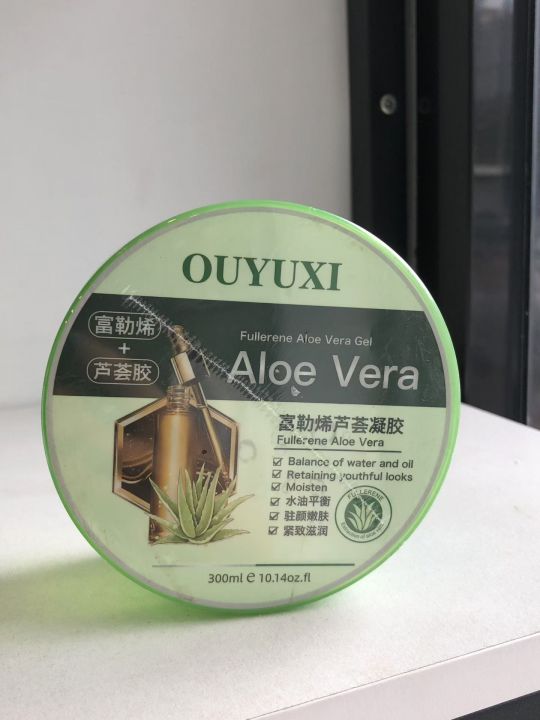 OUYUXI
富勒烯
+
芦荟胶
Fullerene Aloe Vera Gel
Aloe Vera
富勒烯芦荟凝胶
Fullerene Aloe Vera
Balance of water and oil
Retaining youthful looks
Moisten
水油平衡
驻颜嫩肤
紧致滋润
FULLERENE
300ml e 10.14oz.fl